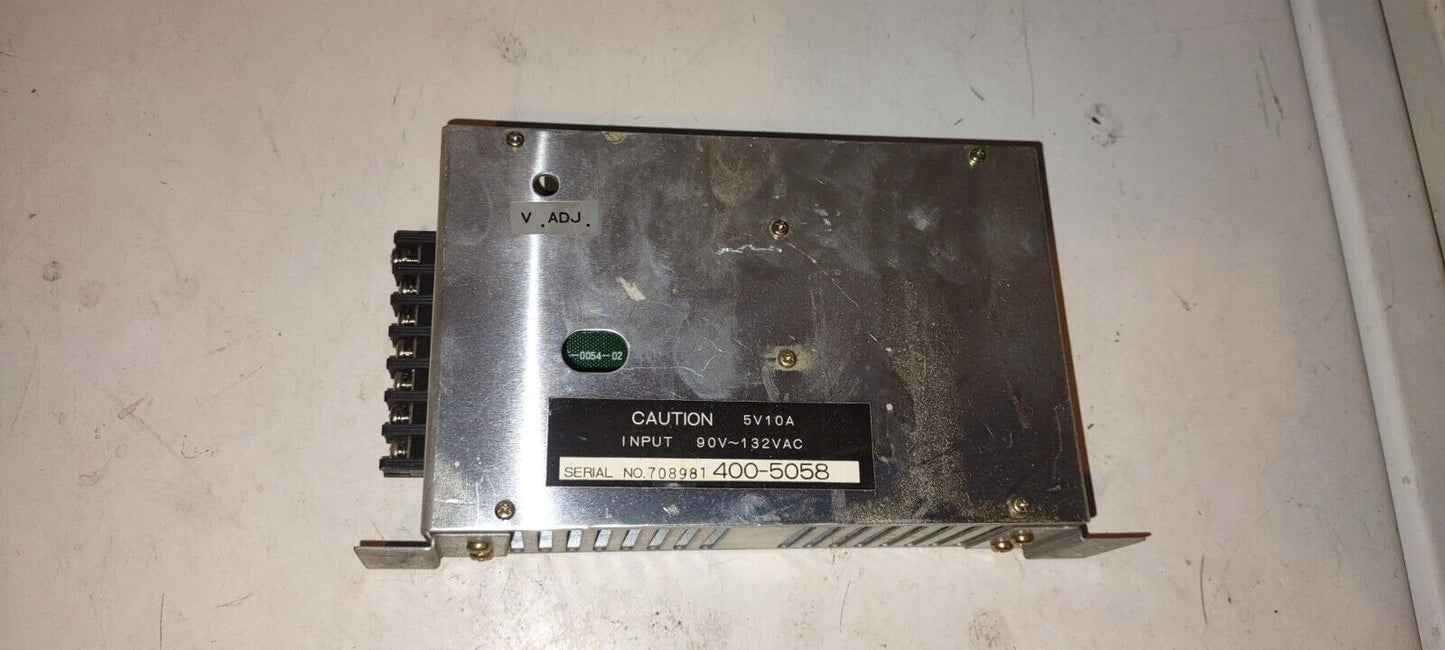 V.ADJ.
-0054-02
CAUTION 5V10A
INPUT 90V~132VAC
SERIAL NO.708981 400-5058